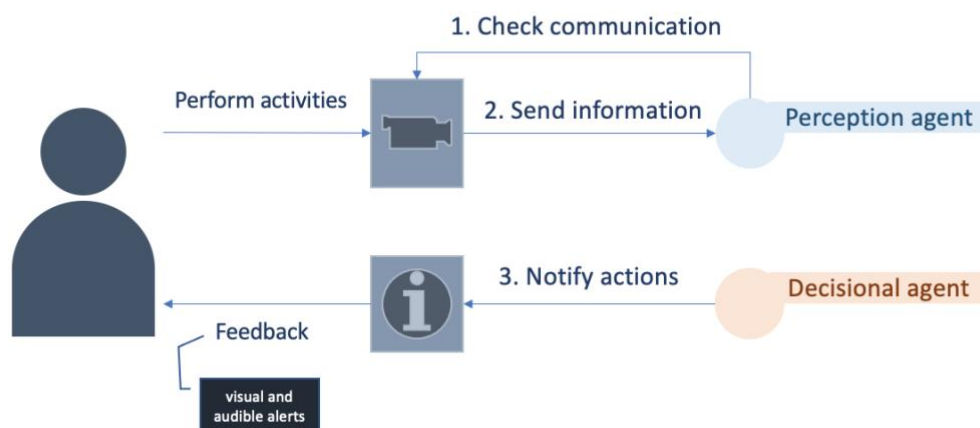 1. Check communication
Perform activities
2. Send information
Perception agent
3. Notify actions
Decisional agent
Feedback
visual and
audible alerts